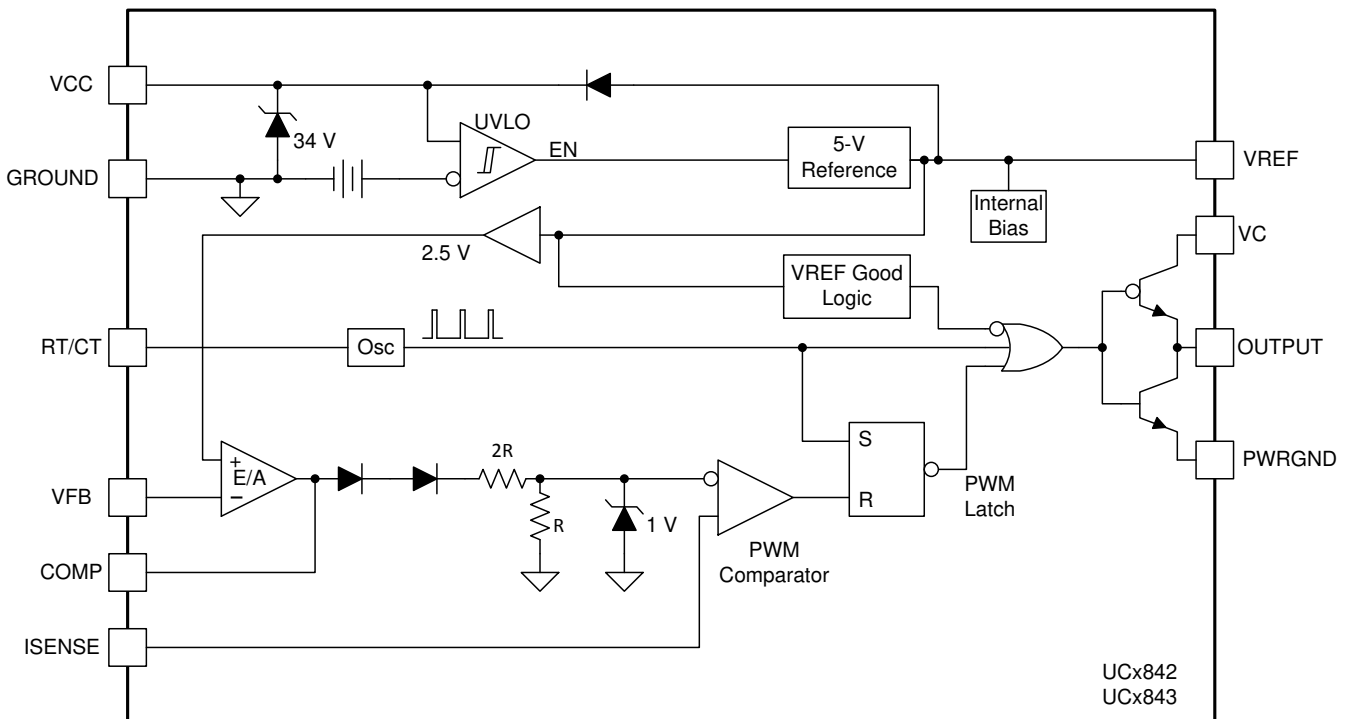 VCC
34 V
UVLO
EN
5-V
Reference
VREF
GROUND
Internal
Bias
2.5 V
VC
VREF Good
Logic
RT/CT
Osc
OUTPUT
S
R
PWM
Latch
PWRGND
2R
+
E/A
−
VFB
R
1 V
PWM
Comparator
COMP
ISENSE
UCx842
UCx843